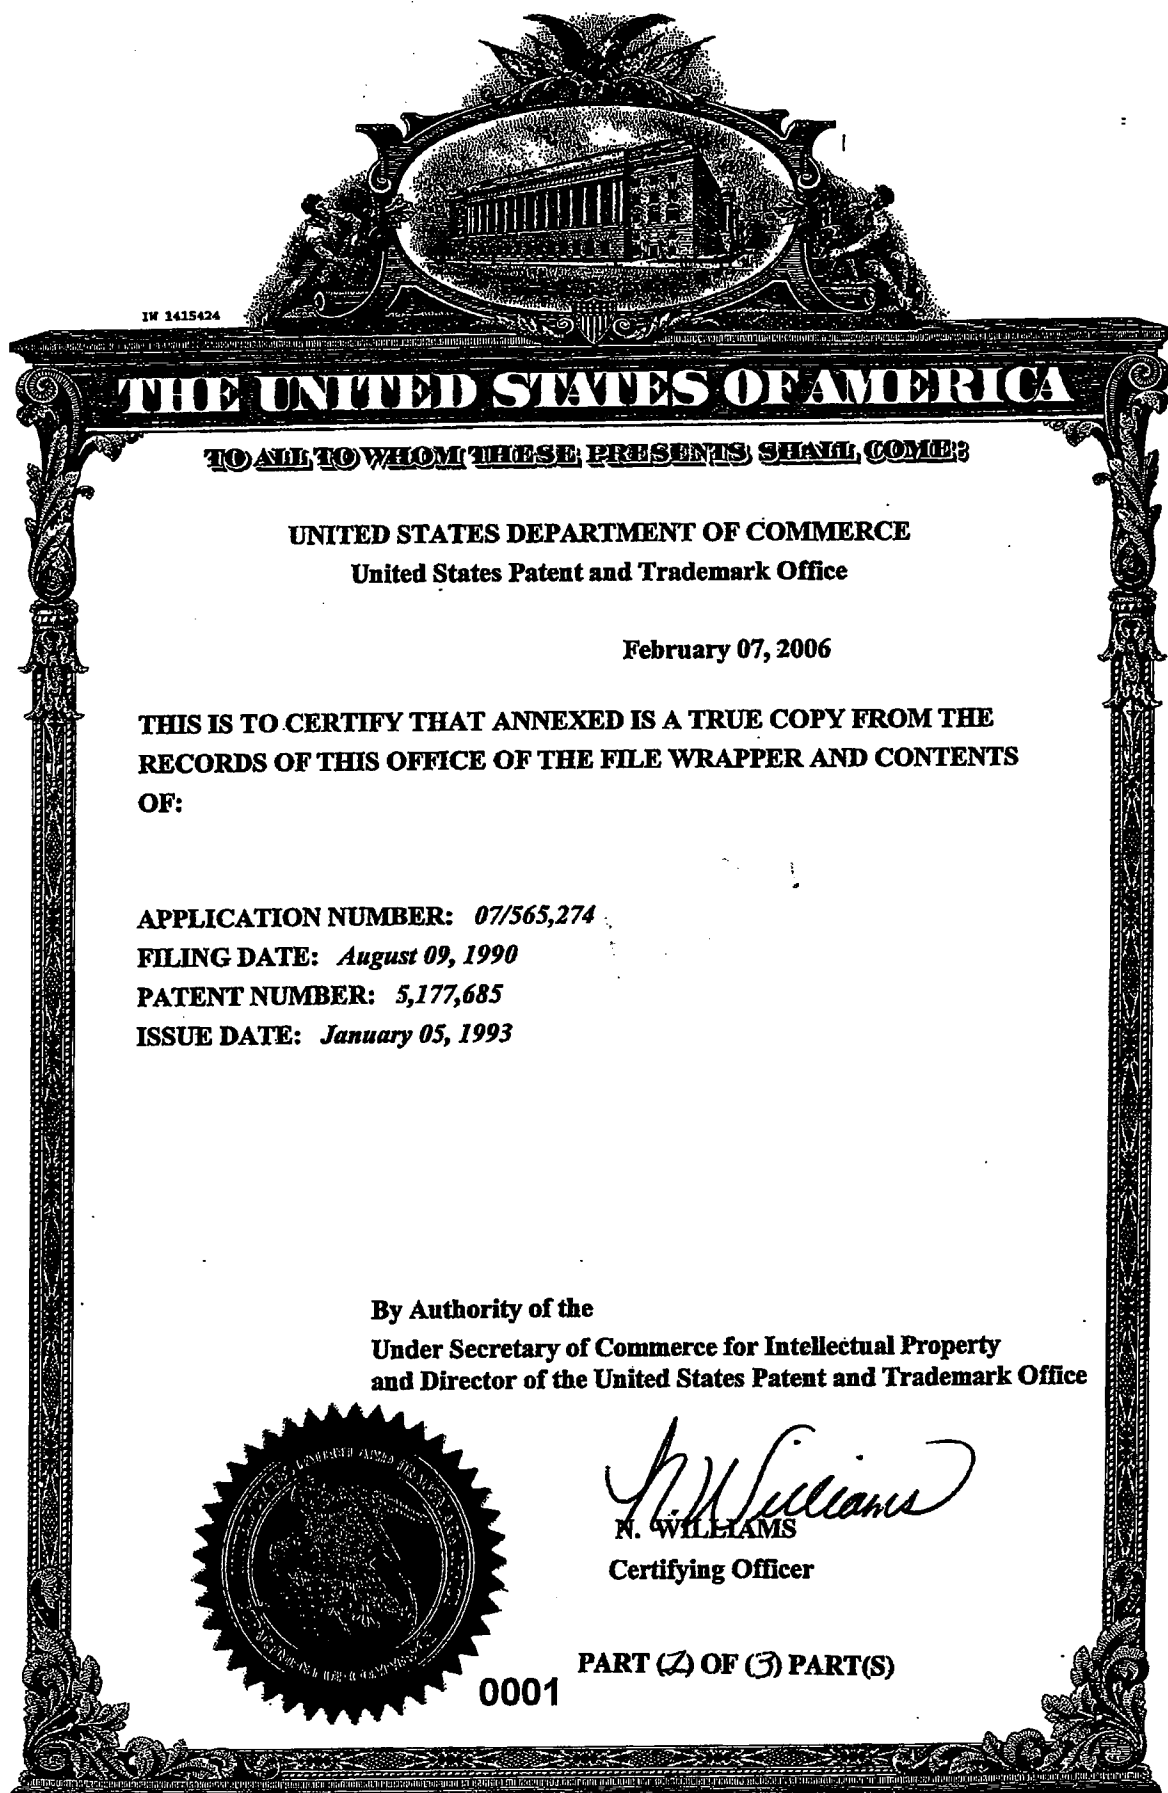 IW 1415424
THE UNITED STATES OF AMERICA
TO ALL TO WHOM THESE PRESENTS SHALL COME:
UNITED STATES DEPARTMENT OF COMMERCE
United States Patent and Trademark Office
February 07, 2006
THIS IS TO CERTIFY THAT ANNEXED IS A TRUE COPY FROM THE
RECORDS OF THIS OFFICE OF THE FILE WRAPPER AND CONTENTS
OF:
APPLICATION NUMBER: 07/565,274
FILING DATE: August 09, 1990
PATENT NUMBER: 5,177,685
ISSUE DATE: January 05, 1993
By Authority of the
Under Secretary of Commerce for Intellectual Property
and Director of the United States Patent and Trademark Office
N. Williams
N. WILLIAMS
Certifying Officer
PART (2) OF (3) PART(S)
0001